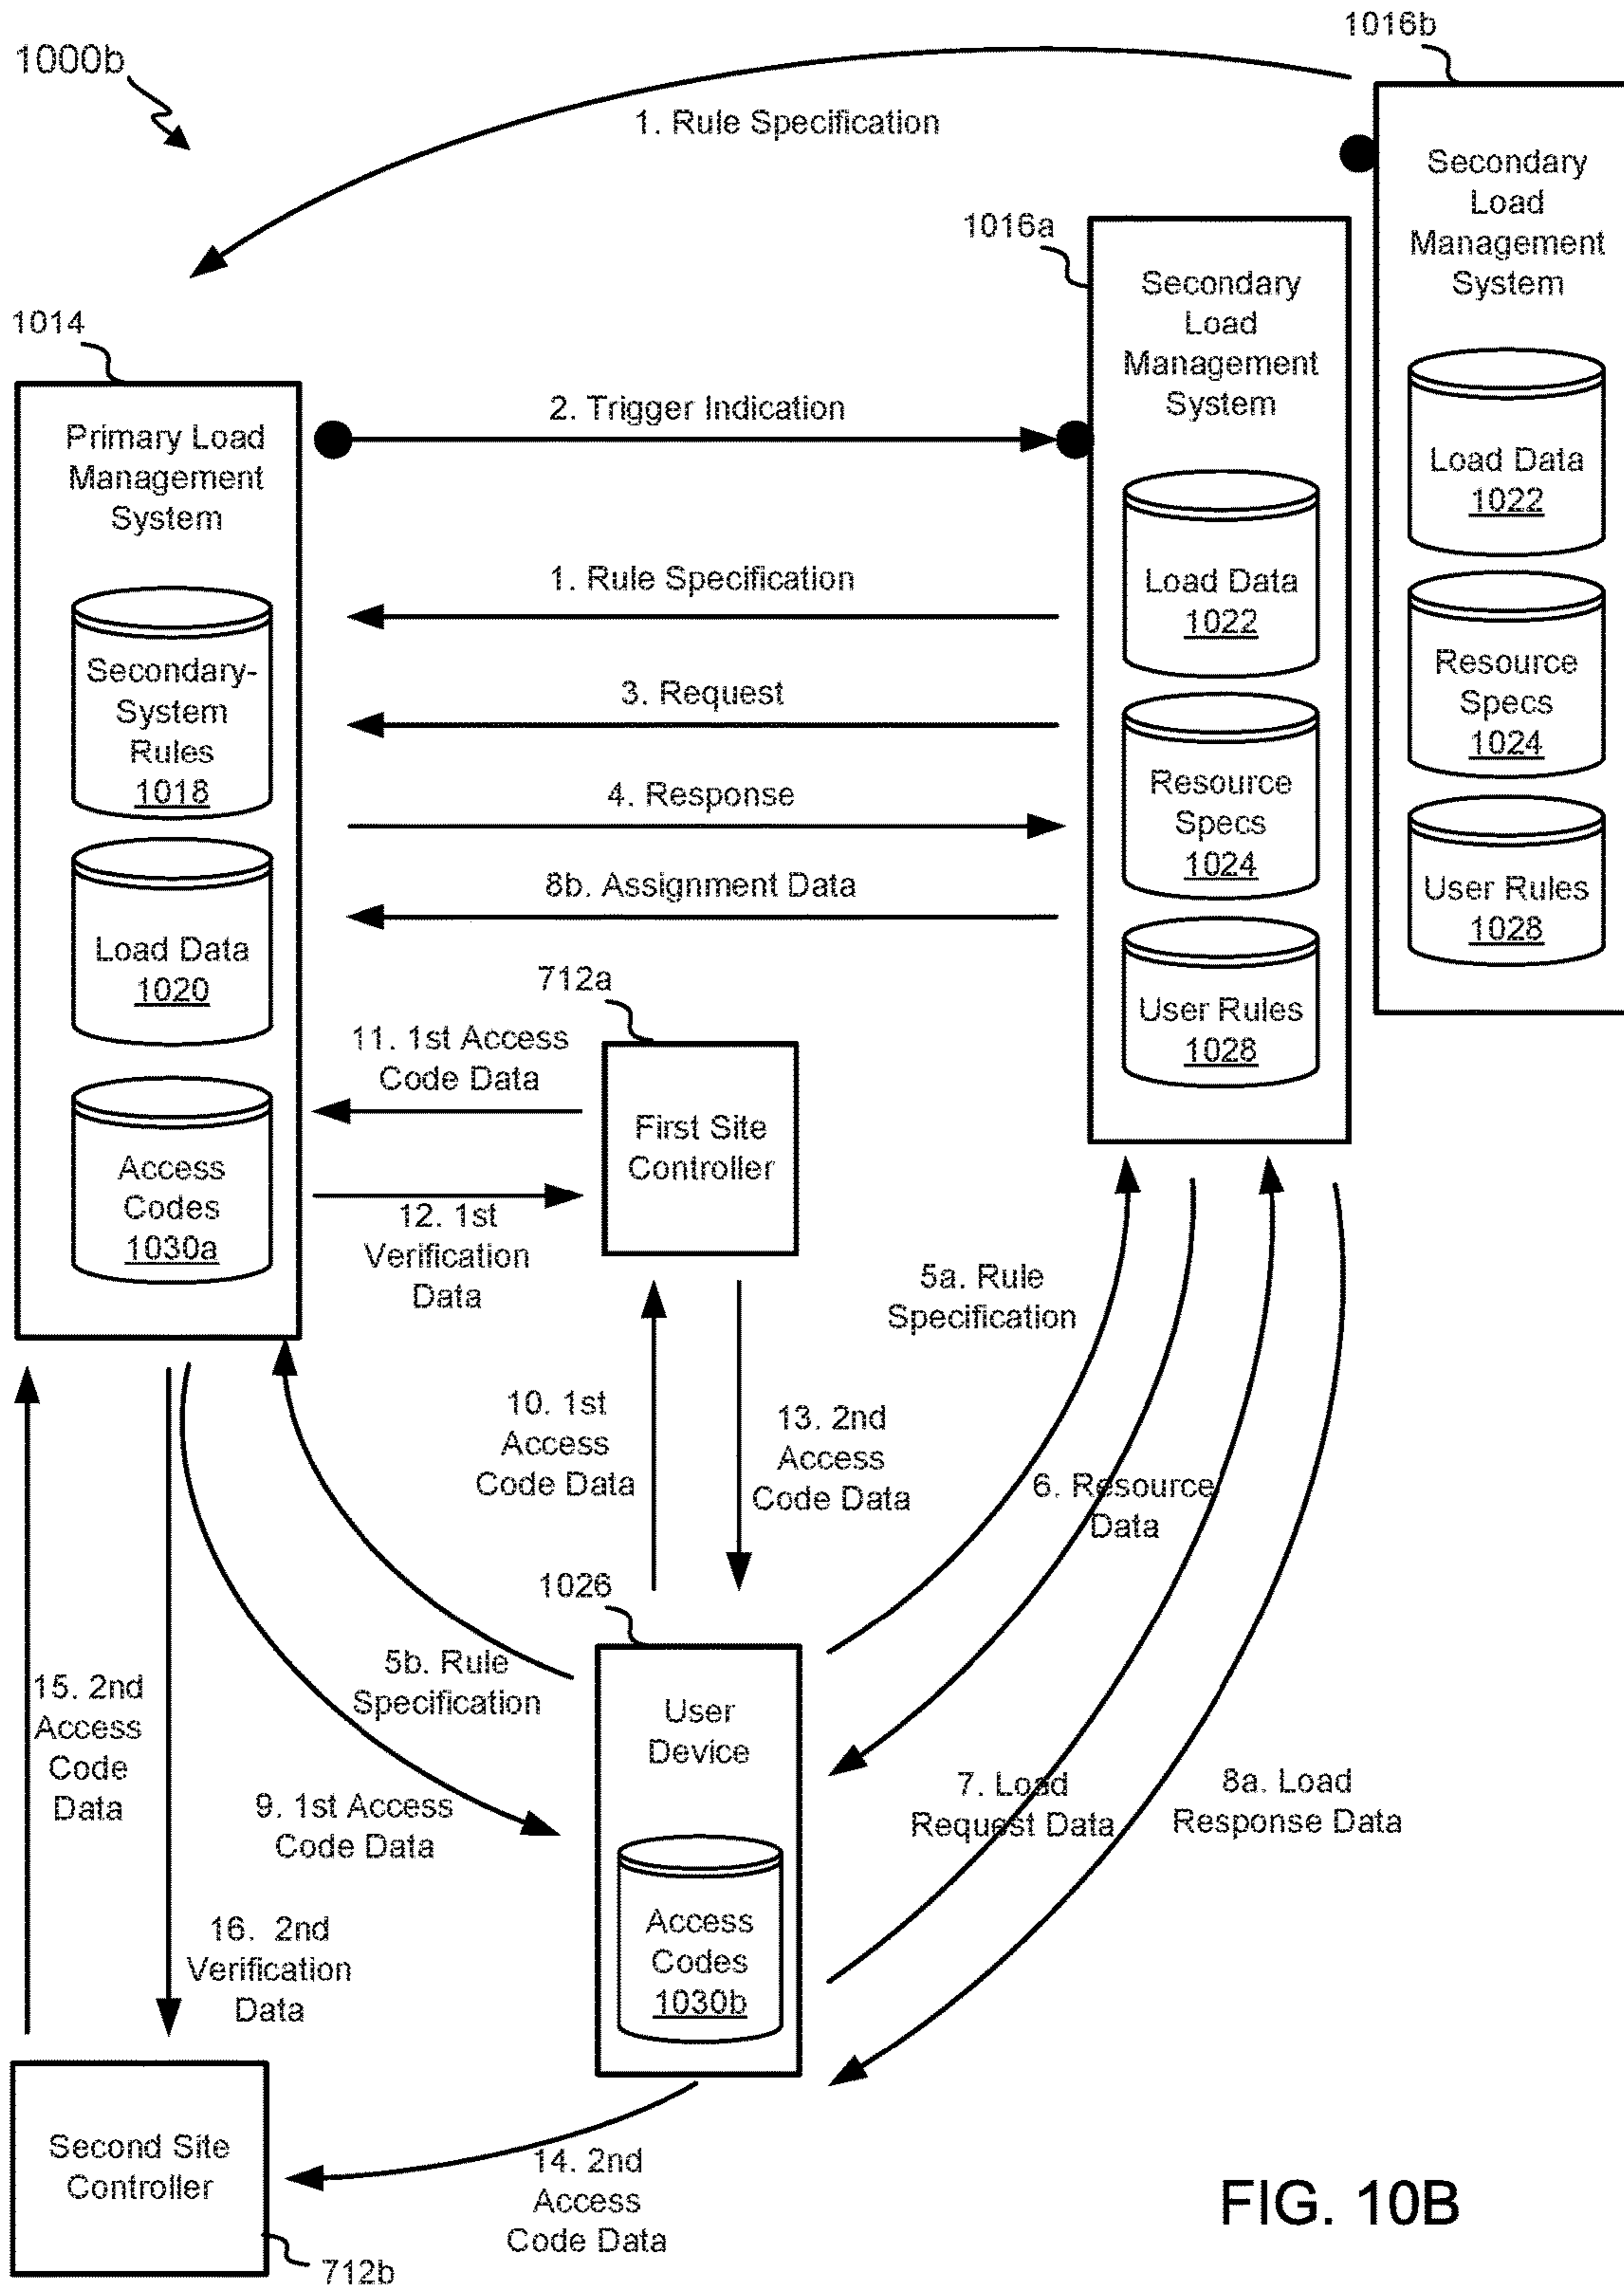 1000b
1016b
1. Rule Specification
Secondary
Load
Management
System
Load Data
1022
Resource
Specs
1024
User Rules
1028
1016a
Secondary
Load
Management
System
Load Data
1022
Resource
Specs
1024
User Rules
1028
1014
Primary Load
Management
System
Secondary-
System
Rules
1018
Load Data
1020
Access
Codes
1030a
2. Trigger Indication
1. Rule Specification
3. Request
4. Response
8b. Assignment Data
712a
11. 1st Access
Code Data
First Site
Controller
12. 1st
Verification
Data
5a. Rule
Specification
10. 1st
Access
Code Data
13. 2nd
Access
Code Data
6. Resource
Data
1026
5b. Rule
Specification
15. 2nd
Access
Code
Data
User
Device
Access
Codes
1030b
9. 1st Access
Code Data
7. Load
Request Data
8a. Load
Response Data
16. 2nd
Verification
Data
Second Site
Controller
14. 2nd
Access
Code Data
712b
FIG. 10B